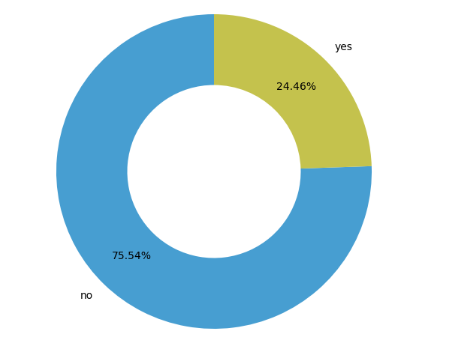 yes
24.46%
75.54%
no